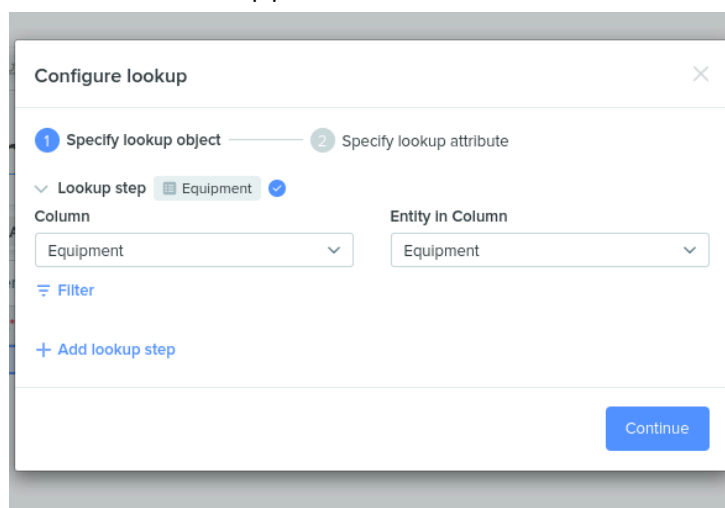 Configure lookup
1 Specify lookup object 2 Specify lookup attribute
Lookup step Equipment
Column Entity in Column
Equipment Equipment
Filter
+ Add lookup step
Continue